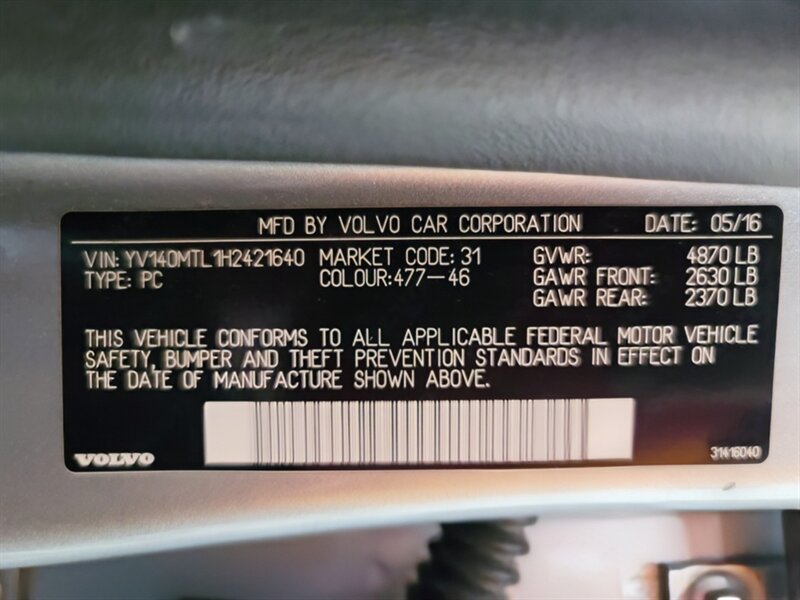 MFD BY VOLVO CAR CORPORATION DATE: 05/16
VIN: YV140MTL1H2421640 MARKET CODE: 31 GVWR: 4870 LB
TYPE: PC COLOUR:477-46 GAWR FRONT: 2630 LB
GAWR REAR: 2370 LB
THIS VEHICLE CONFORMS TO ALL APPLICABLE FEDERAL MOTOR VEHICLE
SAFETY, BUMPER AND THEFT PREVENTION STANDARDS IN EFFECT ON
THE DATE OF MANUFACTURE SHOWN ABOVE.
VOLVO 31416040